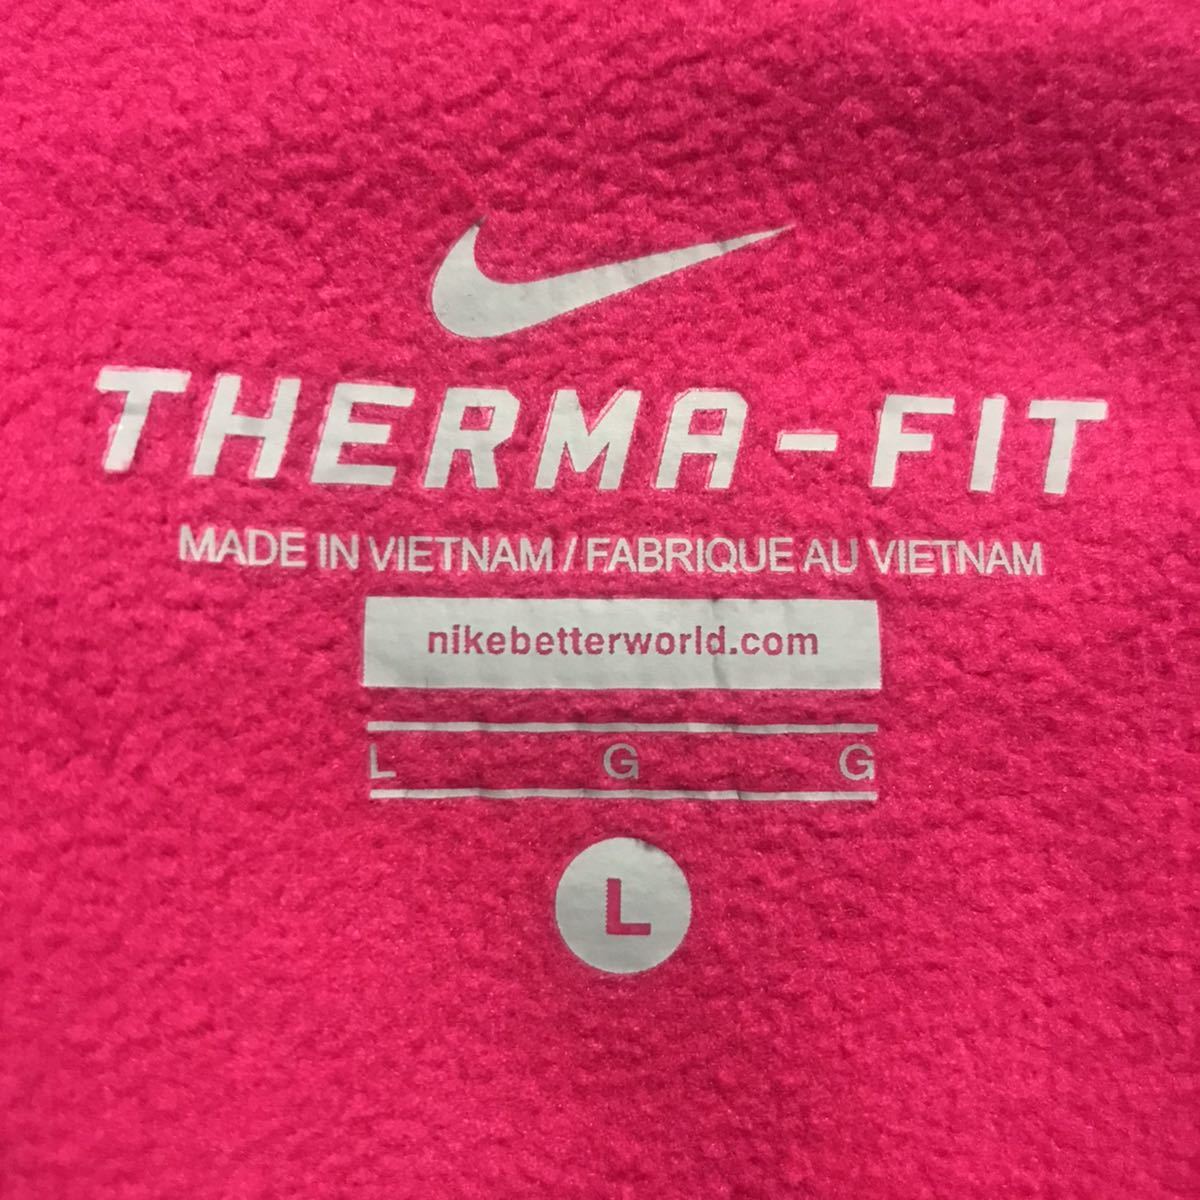 THERMA-FIT
MADE IN VIETNAM / FABRIQUE AU VIETNAM
nikebetterworld.com
L G G
L